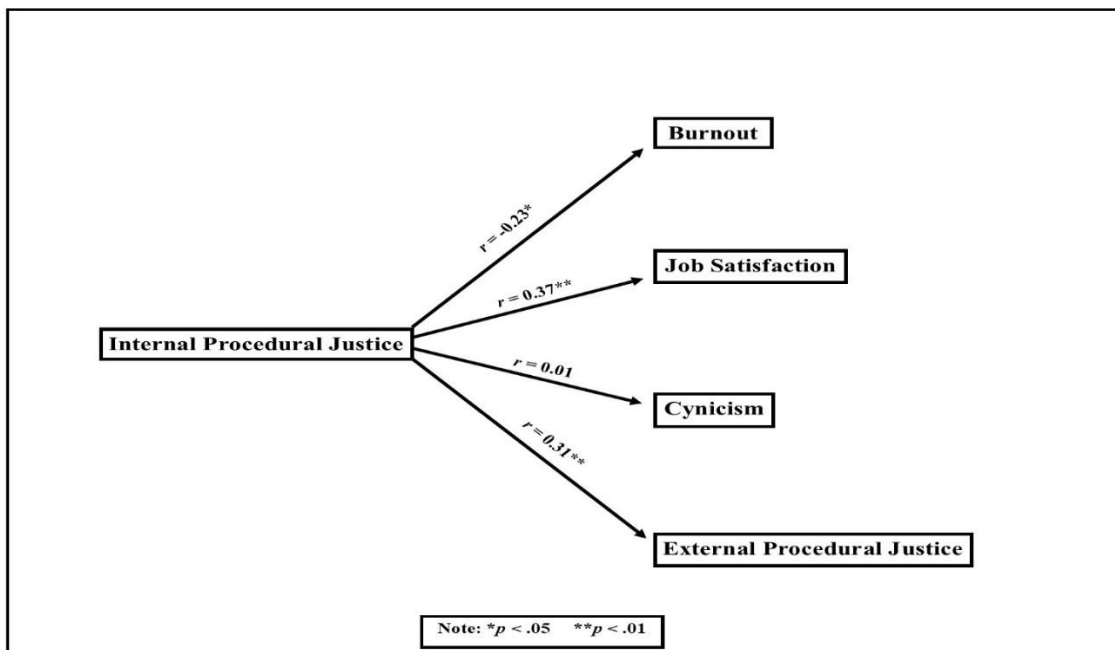 Burnout
r = -0.23*
Job Satisfaction
r = 0.37**
Internal Procedural Justice
r = 0.01
Cynicism
r = 0.31**
External Procedural Justice
Note: *p < .05 **p < .01